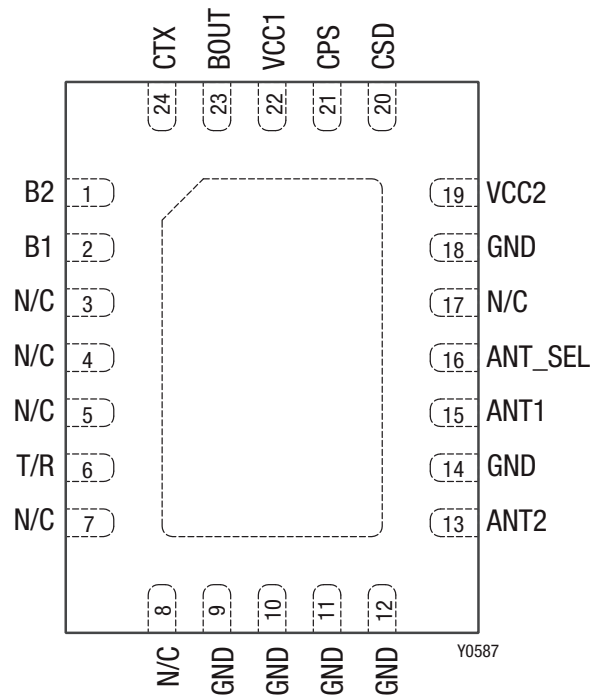 CTX BOUT VCC1 CPS CSD
24 23 22 21 20
B2 1 19 VCC2
B1 2 18 GND
N/C 3 17 N/C
N/C 4 16 ANT_SEL
N/C 5 15 ANT1
T/R 6 14 GND
N/C 7 13 ANT2
8 9 10 11 12
N/C GND GND GND GND
Y0587